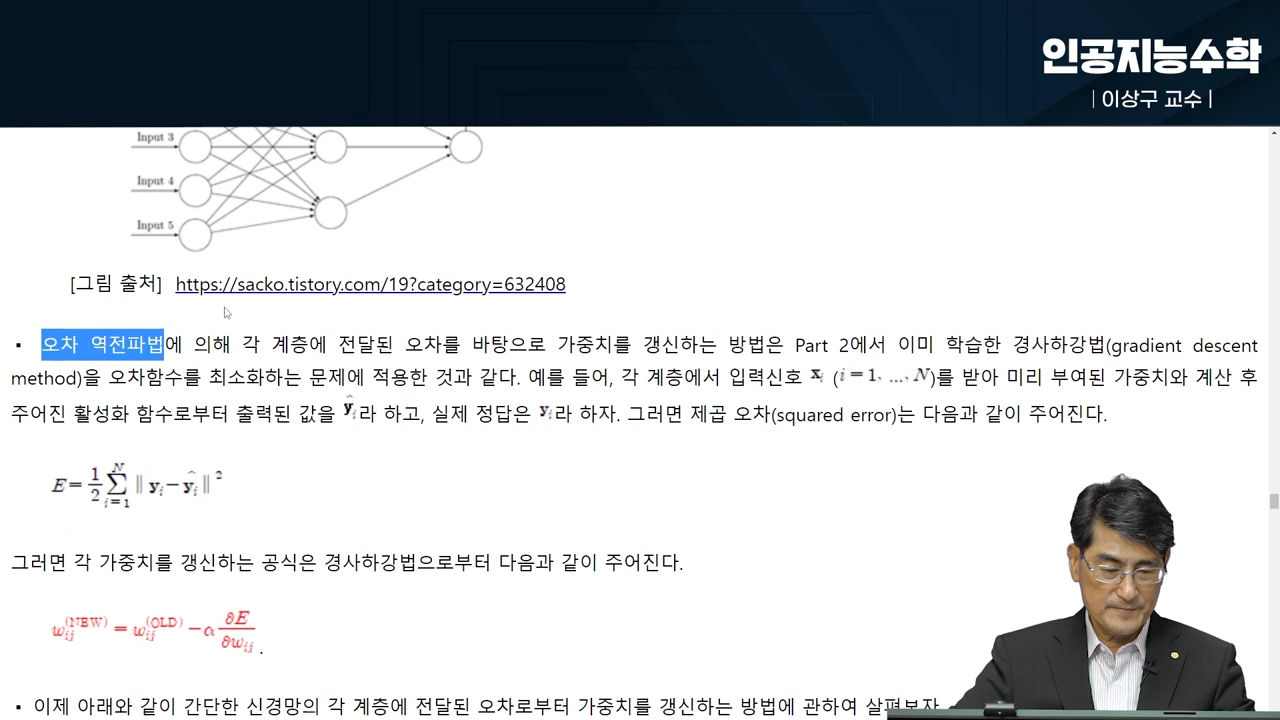 인공지능수학
| 이상구 교수 |
Input 3
Input 4
Input 5
[그림 출처] https://sacko.tistory.com/19?category=632408
▪ 오차 역전파법에 의해 각 계층에 전달된 오차를 바탕으로 가중치를 갱신하는 방법은 Part 2에서 이미 학습한 경사하강법(gradient descent
method)을 오차함수를 최소화하는 문제에 적용한 것과 같다. 예를 들어, 각 계층에서 입력신호 xᵢ (i=1, ..., N)를 받아 미리 부여된 가중치와 계산 후
주어진 활성화 함수로부터 출력된 값을 ŷᵢ라 하고, 실제 정답은 yᵢ라 하자. 그러면 제곱 오차(squared error)는 다음과 같이 주어진다.
E = 1/2 ∑_{i=1}^{N} ‖ yᵢ − ŷᵢ ‖²
그러면 각 가중치를 갱신하는 공식은 경사하강법으로부터 다음과 같이 주어진다.
w_{ij}^{(NEW)} = w_{ij}^{(OLD)} − α ∂E/∂w_{ij} .
▪ 이제 아래와 같이 간단한 신경망의 각 계층에 전달된 오차로부터 가중치를 갱신하는 방법에 관하여 살펴보자